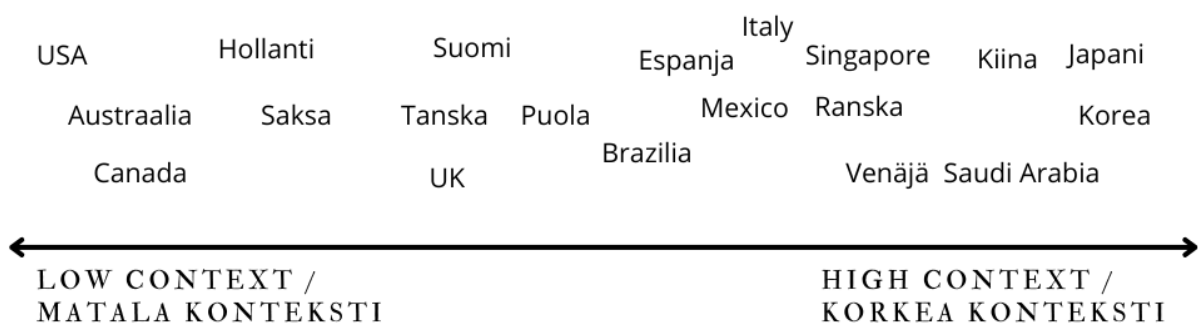 USA Hollanti Suomi Espanja Italy Singapore Kiina Japani
Austraalia Saksa Tanska Puola Mexico Ranska Korea
Canada UK Brazilia Venäjä Saudi Arabia
LOW CONTEXT /
MATALA KONTEKSTI
HIGH CONTEXT /
KORKEA KONTEKSTI